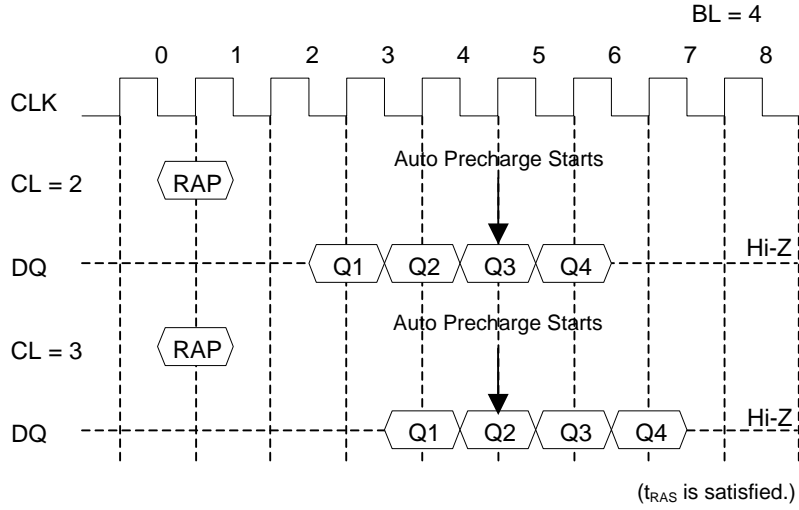 BL = 4
0 1 2 3 4 5 6 7 8
CLK
Auto Precharge Starts
CL = 2 RAP
Hi-Z
DQ Q1 Q2 Q3 Q4
Auto Precharge Starts
CL = 3 RAP
Hi-Z
DQ Q1 Q2 Q3 Q4
(tRAS is satisfied.)